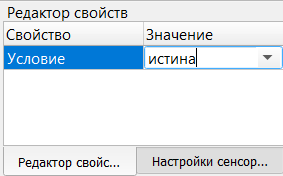 Редактор свойств
Свойство Значение
Условие истина
Редактор свойс... Настройки сенсор...